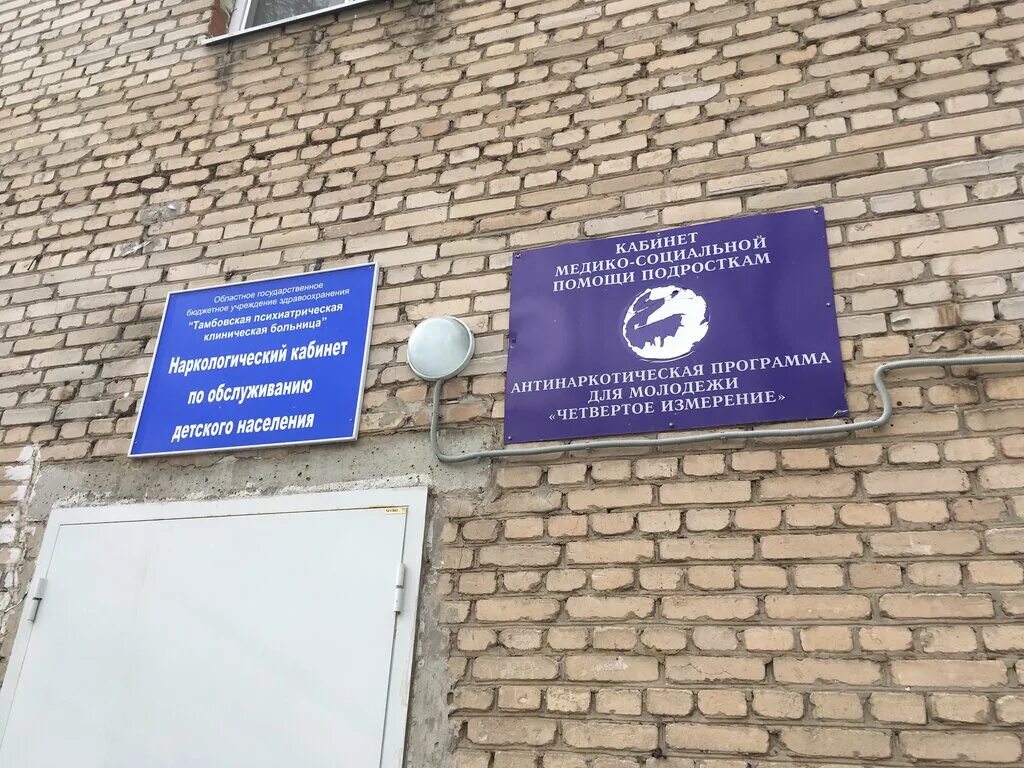 Областное государственное
бюджетное учреждение здравоохранения
"Тамбовская психиатрическая
клиническая больница"
Наркологический кабинет
по обслуживанию
детского населения
КАБИНЕТ
МЕДИКО-СОЦИАЛЬНОЙ
ПОМОЩИ ПОДРОСТКАМ
АНТИНАРКОТИЧЕСКАЯ ПРОГРАММА
ДЛЯ МОЛОДЕЖИ
«ЧЕТВЕРТОЕ ИЗМЕРЕНИЕ»